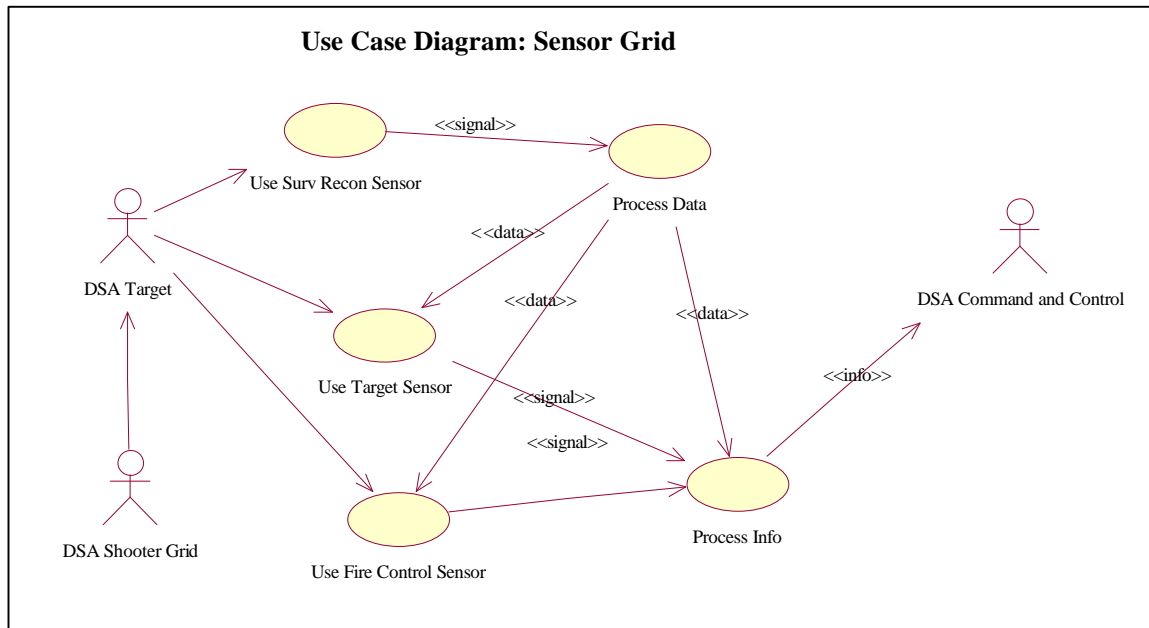 Use Case Diagram: Sensor Grid
<<signal>>
Use Surv Recon Sensor
Process Data
<<data>>
DSA Target
DSA Command and Control
<<data>>
<<data>>
Use Target Sensor
<<info>>
<<signal>>
<<signal>>
Process Info
DSA Shooter Grid
Use Fire Control Sensor